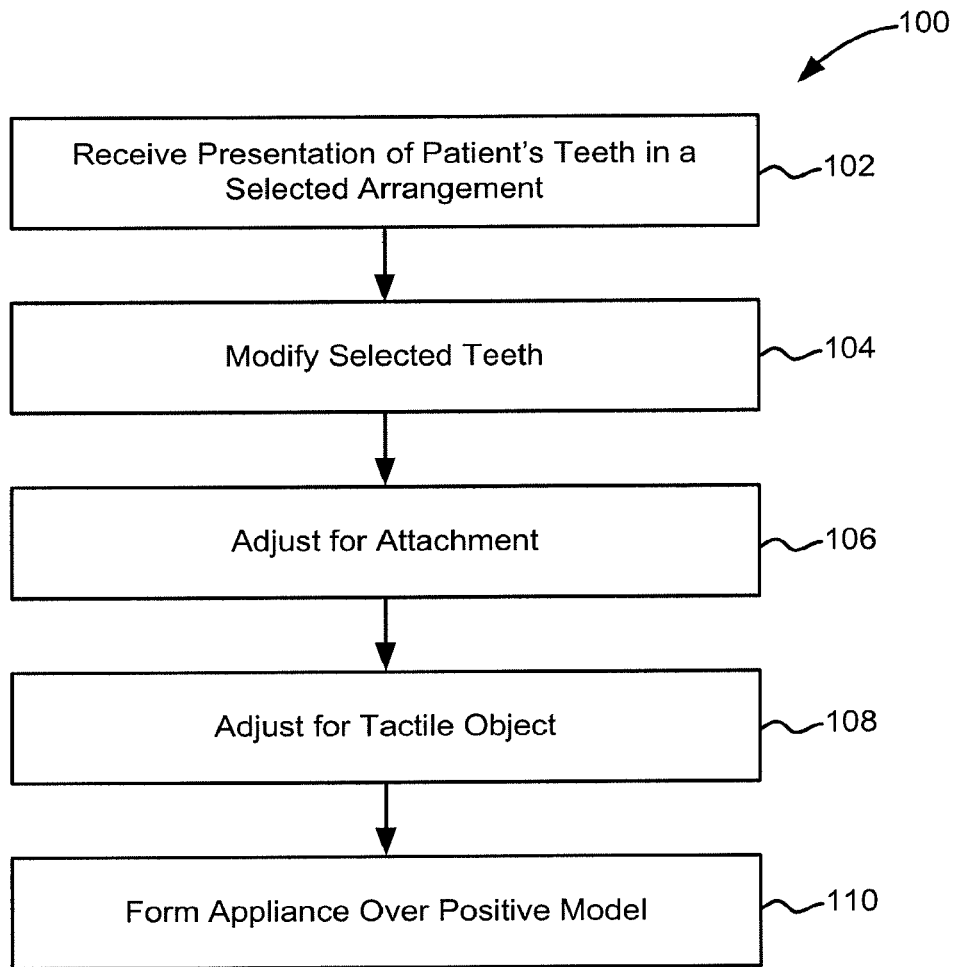 100
Receive Presentation of Patient's Teeth in a
Selected Arrangement
102
Modify Selected Teeth
104
Adjust for Attachment
106
Adjust for Tactile Object
108
Form Appliance Over Positive Model
110